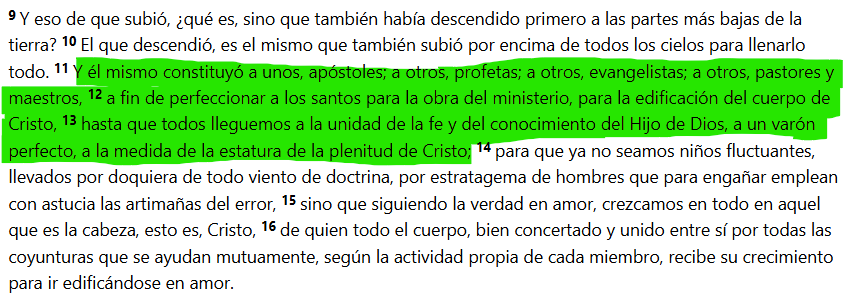 9 Y eso de que subió, ¿qué es, sino que también había descendido primero a las partes más bajas de la
tierra? 10 El que descendió, es el mismo que también subió por encima de todos los cielos para llenarlo
todo. 11 Y él mismo constituyó a unos, apóstoles; a otros, profetas; a otros, evangelistas; a otros, pastores y
maestros, 12 a fin de perfeccionar a los santos para la obra del ministerio, para la edificación del cuerpo de
Cristo, 13 hasta que todos lleguemos a la unidad de la fe y del conocimiento del Hijo de Dios, a un varón
perfecto, a la medida de la estatura de la plenitud de Cristo; 14 para que ya no seamos niños fluctuantes,
llevados por doquiera de todo viento de doctrina, por estratagema de hombres que para engañar emplean
con astucia las artimañas del error, 15 sino que siguiendo la verdad en amor, crezcamos en todo en aquel
que es la cabeza, esto es, Cristo, 16 de quien todo el cuerpo, bien concertado y unido entre sí por todas las
coyunturas que se ayudan mutuamente, según la actividad propia de cada miembro, recibe su crecimiento
para ir edificándose en amor.